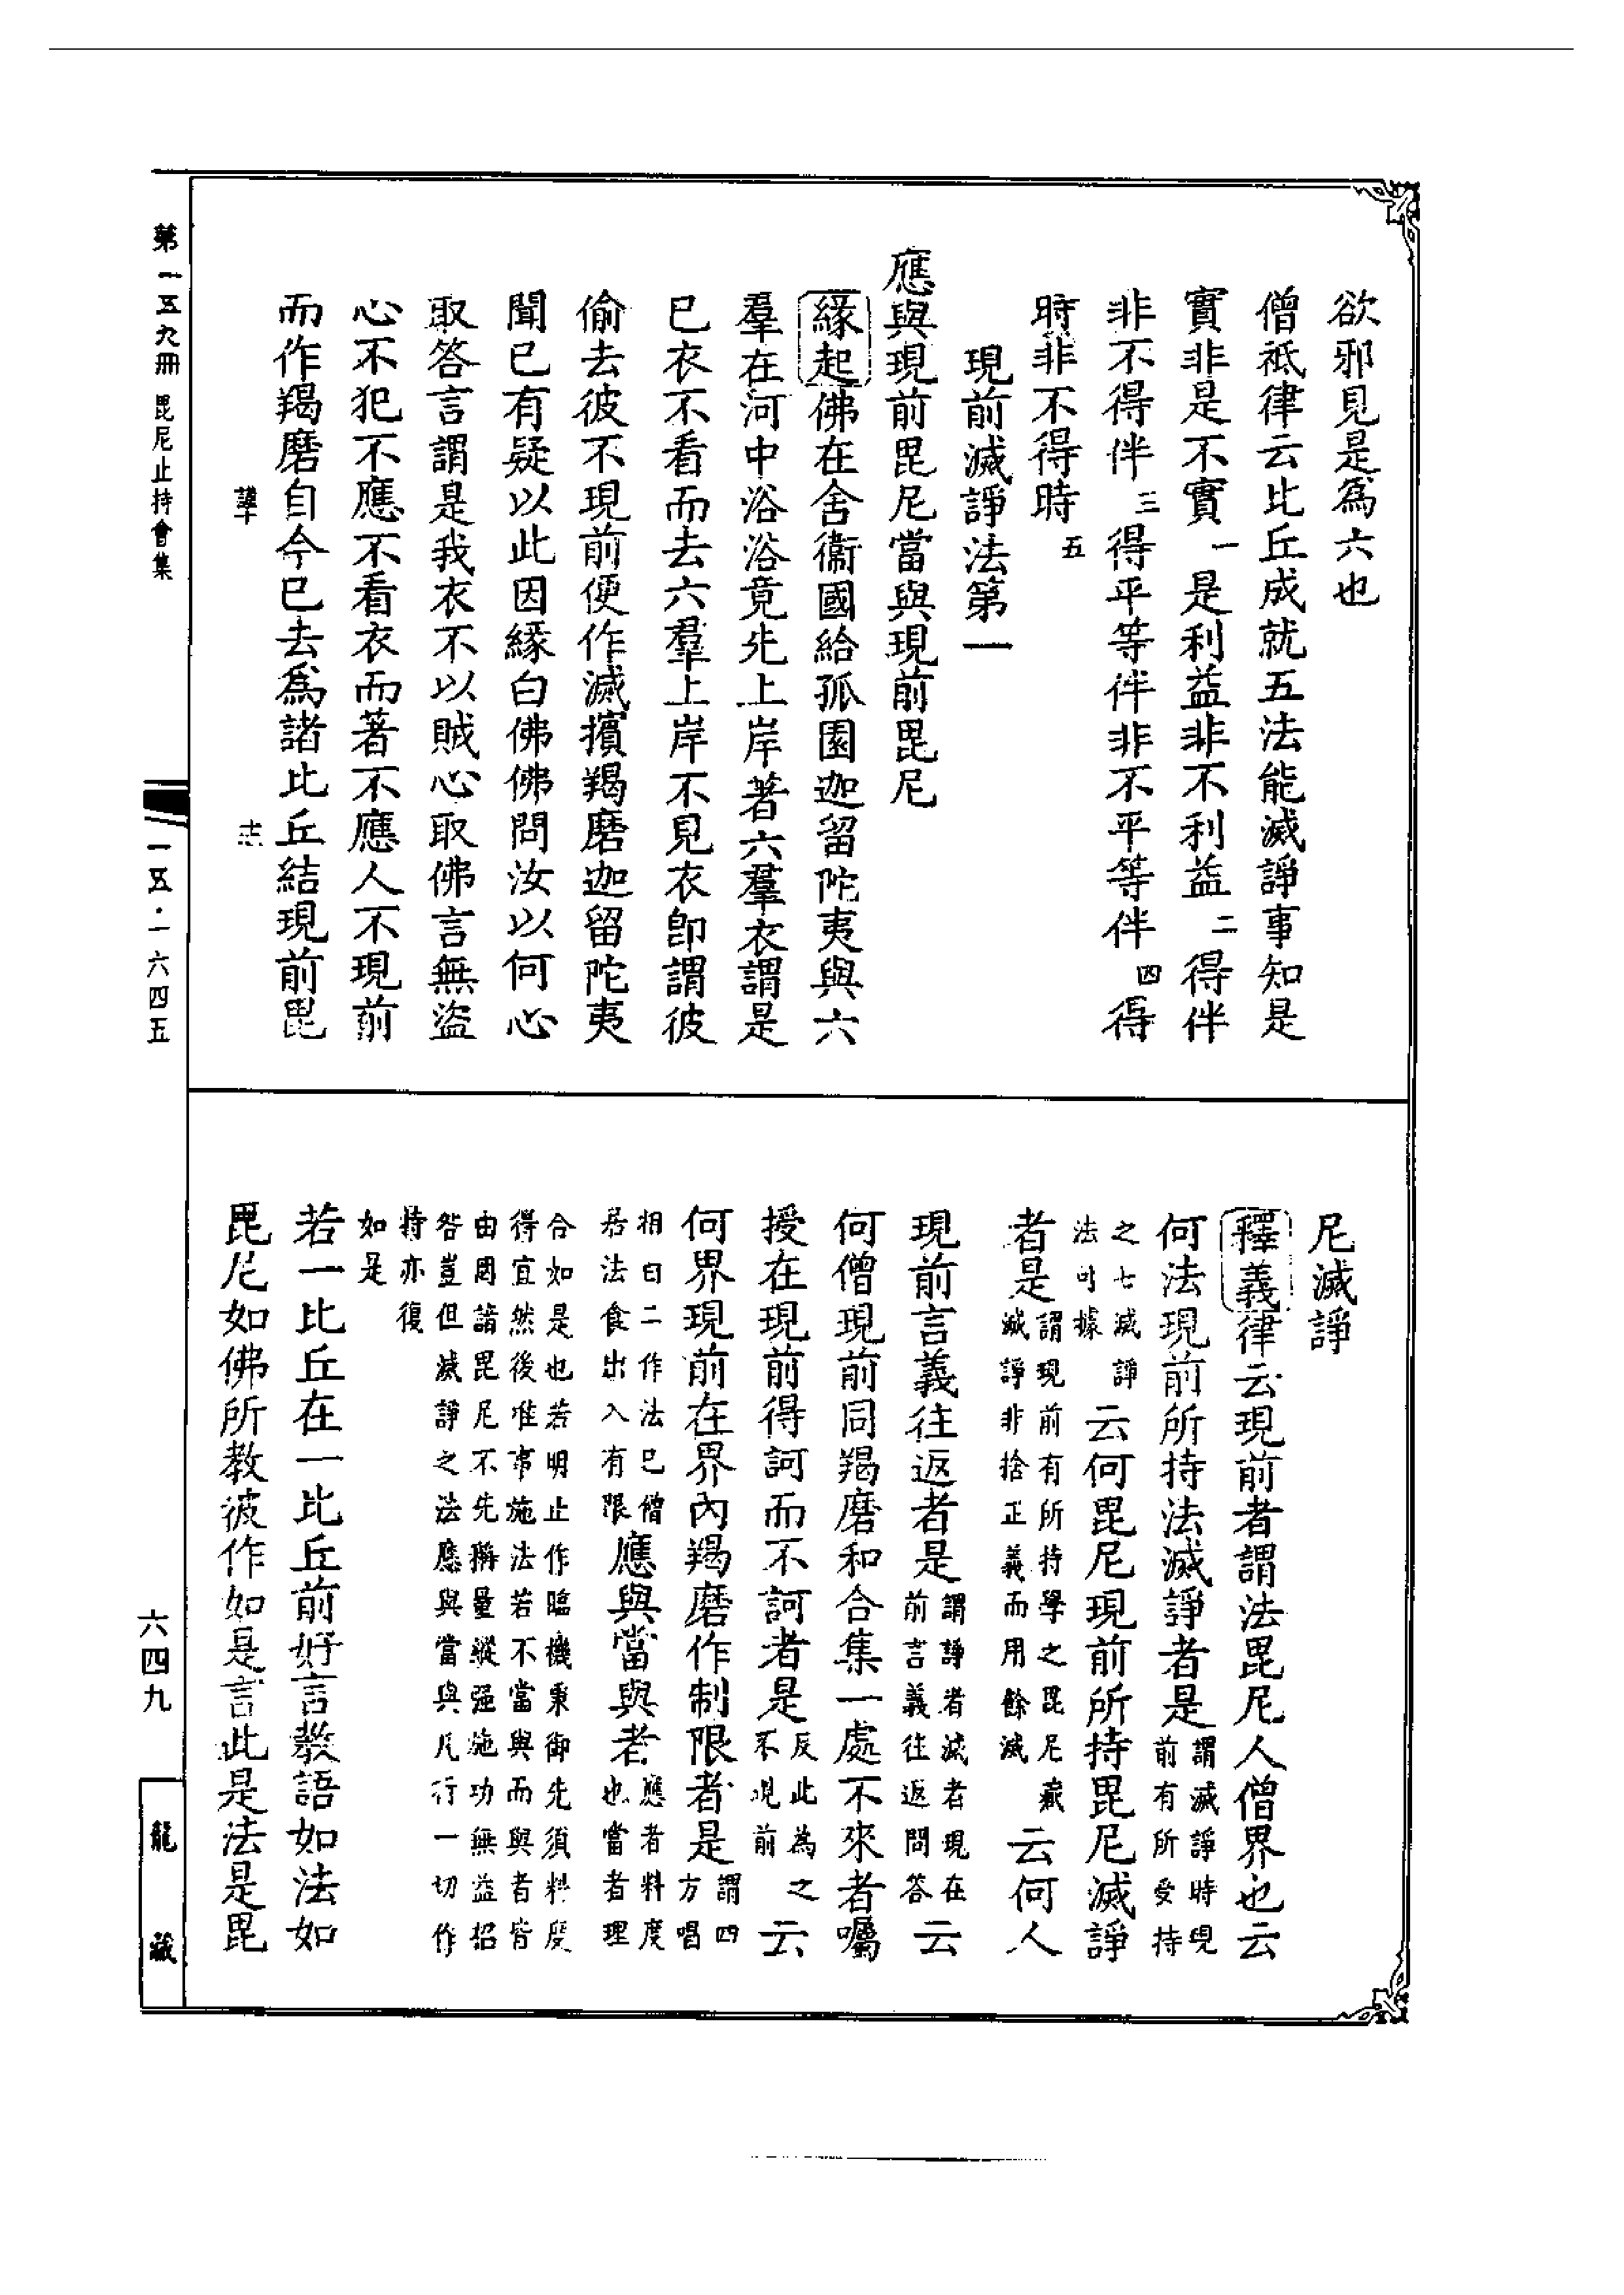 欲邪見是爲六也
僧祇律云比丘成就五法能滅諍事知是
實非是不實一是利益非不利益二得伴
非不得伴三得平等伴非不平等伴四得
時非不得時五
現前滅諍法第一
應與現前毘尼當與現前毘尼
緣起佛在舍衞國給孤園迦留陀夷與六
羣在河中浴浴竟先上岸著六羣衣謂是
已衣不看而去六羣上岸不見衣卽謂彼
偷去彼不現前便作滅擯羯磨迦留陀夷
聞已有疑以此因緣白佛佛問汝以何心
取答言謂是我衣不以賊心取佛言無盜
心不犯不應不看衣而著不應人不現前
而作羯磨自今已去爲諸比丘結現前毘
尼滅諍
釋義律云現前者謂法毘尼人僧界也云
何法現前所持法滅諍者是謂滅諍時現
前有所受持
之七滅諍
法可據云何毘尼現前所持毘尼滅諍
者是謂現前有所持學之毘尼藏
滅諍非捨正義而用餘滅云何人
現前言義往返者是謂諍者滅者現在
前言義往返問答云
何僧現前同羯磨和合集一處不來者囑
授在現前得訶而不訶者是反此爲之
不現前云
何界現前在界內羯磨作制限者是謂四
方唱
相曰二作法已僧
居法食出入有限應與當與者應者料度
也當者理
合如是也若明止作臨機秉御先須料度
得宜然後准事施法若不當與而與者皆
由罔諳毘尼不先稱量縱强施功無益招
咎豈但滅諍之法應與當與凡行一切作
持亦復
如是
若一比丘在一比丘前好言教語如法如
毘尼如佛所教彼作如是言此是法是毘
第一五九冊 毘尼止持會集
一五·一六四五
六四九
龍藏